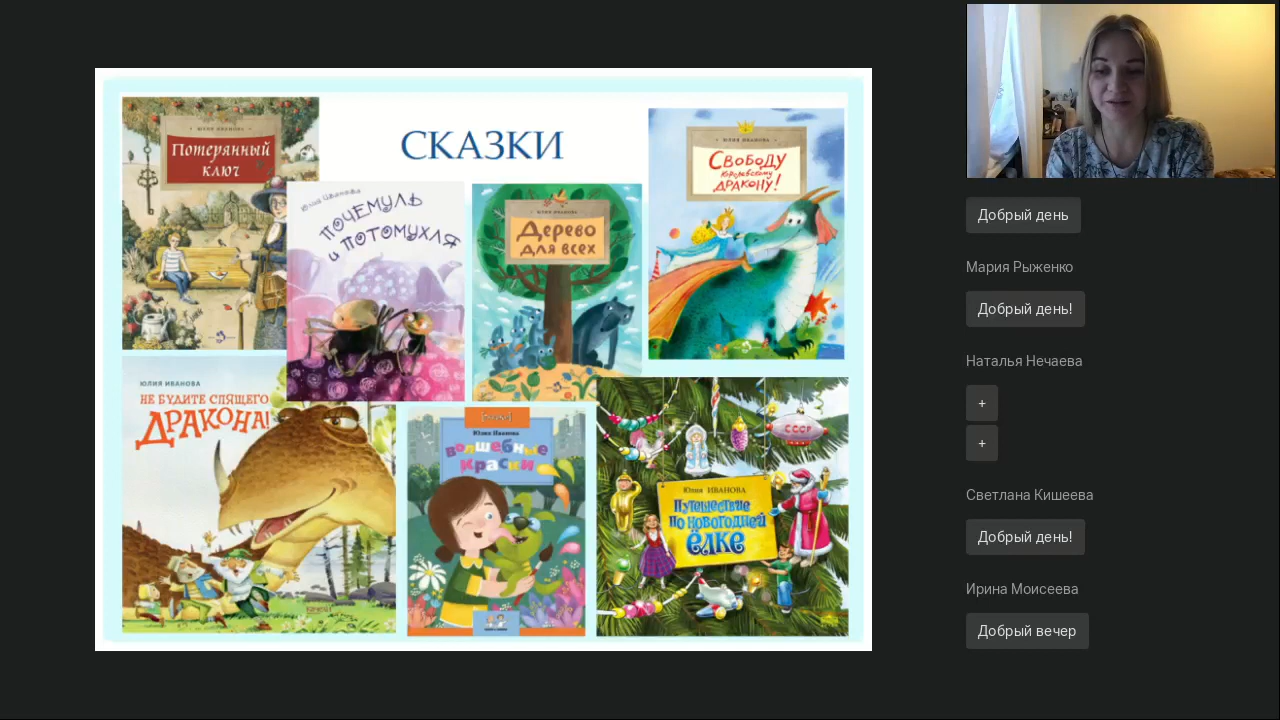 СКАЗКИ
ЮЛИЯ ИВАНОВА
Потерянный
ключ
Юлия Иванова
ПОЧЕМУЛЬ
И ПОТОМУХЛЯ
ЮЛИЯ ИВАНОВА
Дерево
для всех
ЮЛИЯ ИВАНОВА
Свободу
королевскому
дракону!
ЮЛИЯ ИВАНОВА
НЕ БУДИТЕ СПЯЩЕГО
ДРАКОНА!
Юлия Иванова
волшебные
краски
СССР
Юлия ИВАНОВА
Путешествие
по новогодней
ёлке
Добрый день
Мария Рыженко
Добрый день!
Наталья Нечаева
+
+
Светлана Кишеева
Добрый день!
Ирина Моисеева
Добрый вечер